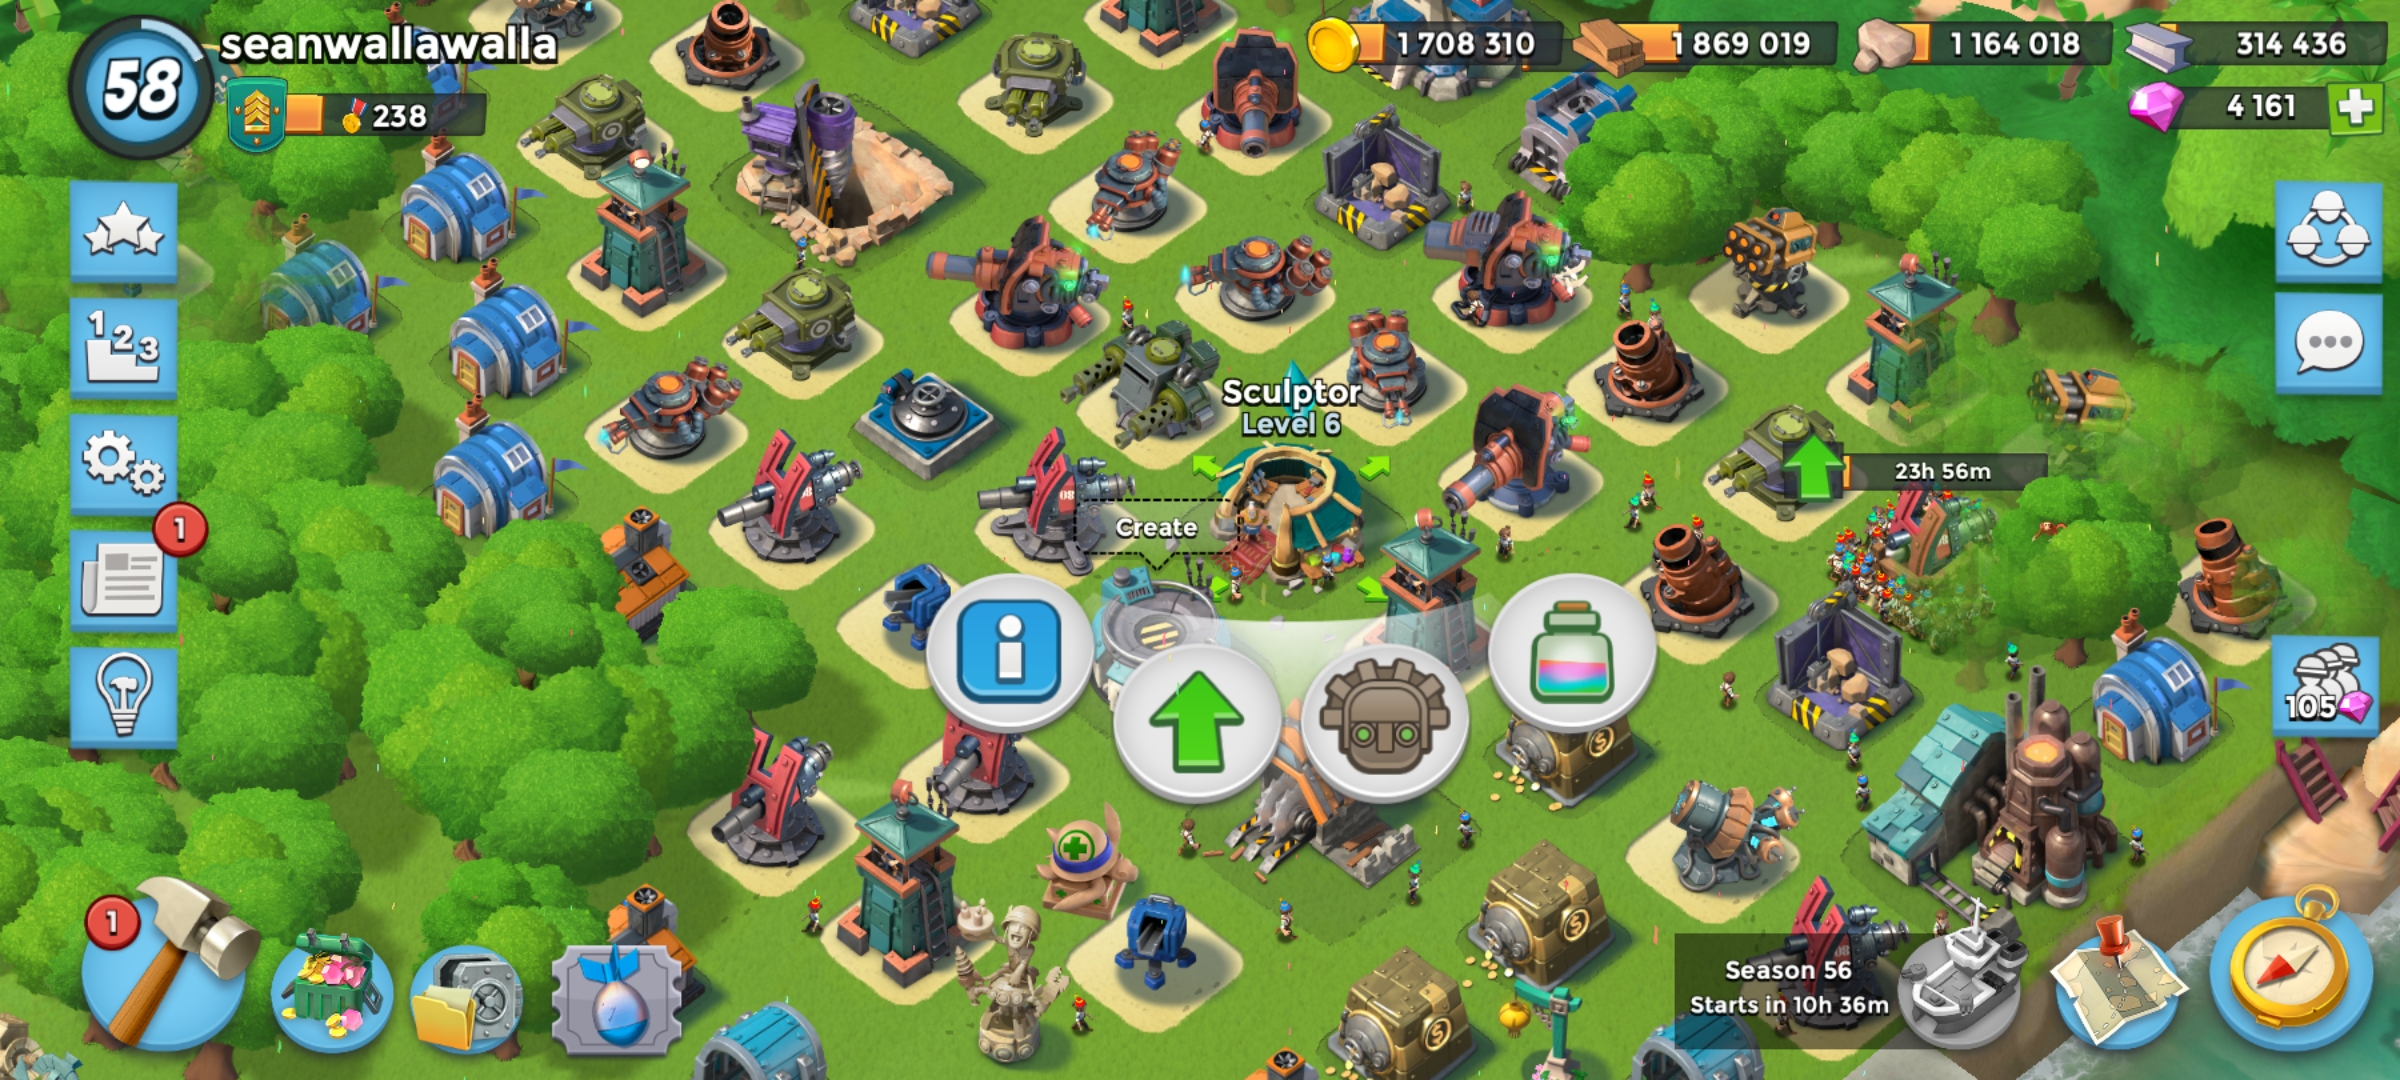 58
seanwallawalla
238
1 708 310
1 869 019
1 164 018
314 436
4 161
123
1
Sculptor
Level 6
Create
23h 56m
105
1
Season 56
Starts in 10h 36m